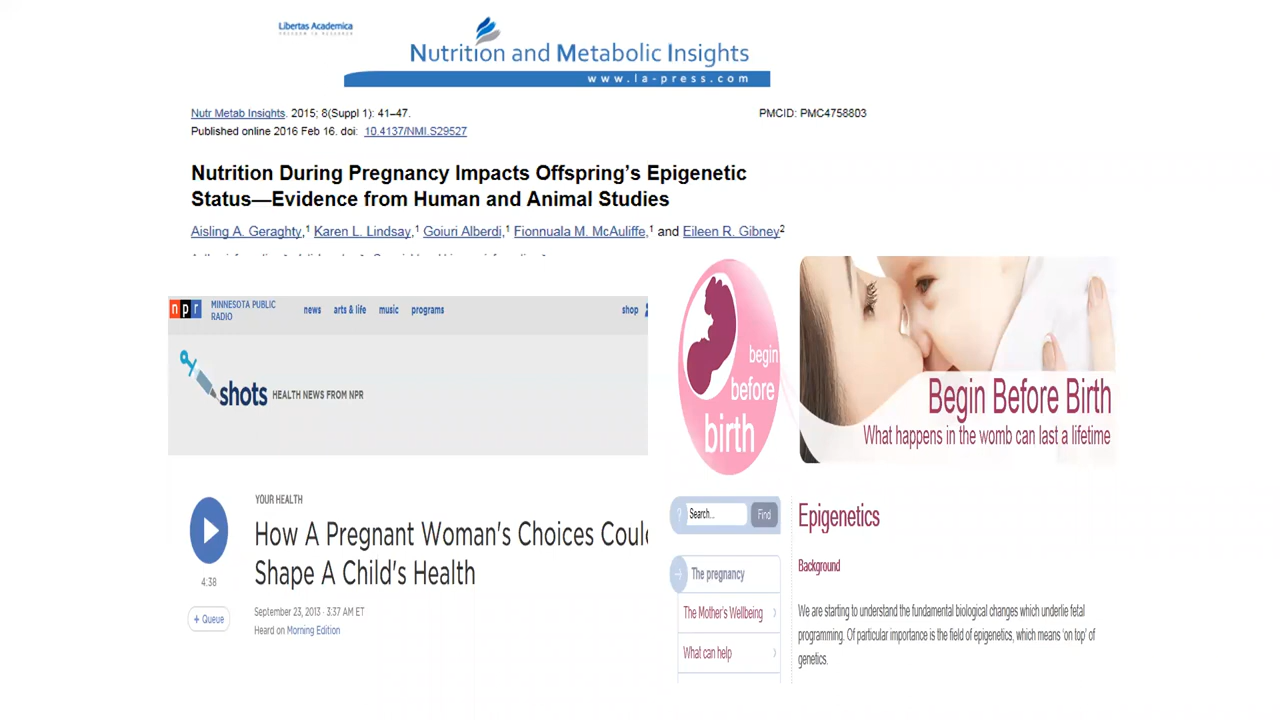 Libertas Academica
FREEDOM TO RESEARCH
Nutrition and Metabolic Insights
www.la-press.com
Nutr Metab Insights. 2015; 8(Suppl 1): 41–47.
PMCID: PMC4758803
Published online 2016 Feb 16. doi: 10.4137/NMI.S29527
Nutrition During Pregnancy Impacts Offspring’s Epigenetic
Status—Evidence from Human and Animal Studies
Aisling A. Geraghty,1 Karen L. Lindsay,1 Goiuri Alberdi,1 Fionnuala M. McAuliffe,1 and Eileen R. Gibney2
npr
MINNESOTA PUBLIC
RADIO
news arts & life music programs shop
shots HEALTH NEWS FROM NPR
YOUR HEALTH
How A Pregnant Woman's Choices Coul
Shape A Child's Health
4:38
+ Queue
September 23, 2013 · 3:37 AM ET
Heard on Morning Edition
begin
before
birth
Begin Before Birth
What happens in the womb can last a lifetime
? Search... Find
The pregnancy
The Mother's Wellbeing
What can help
Epigenetics
Background
We are starting to understand the fundamental biological changes which underlie fetal
programming. Of particular importance is the field of epigenetics, which means 'on top' of
genetics.